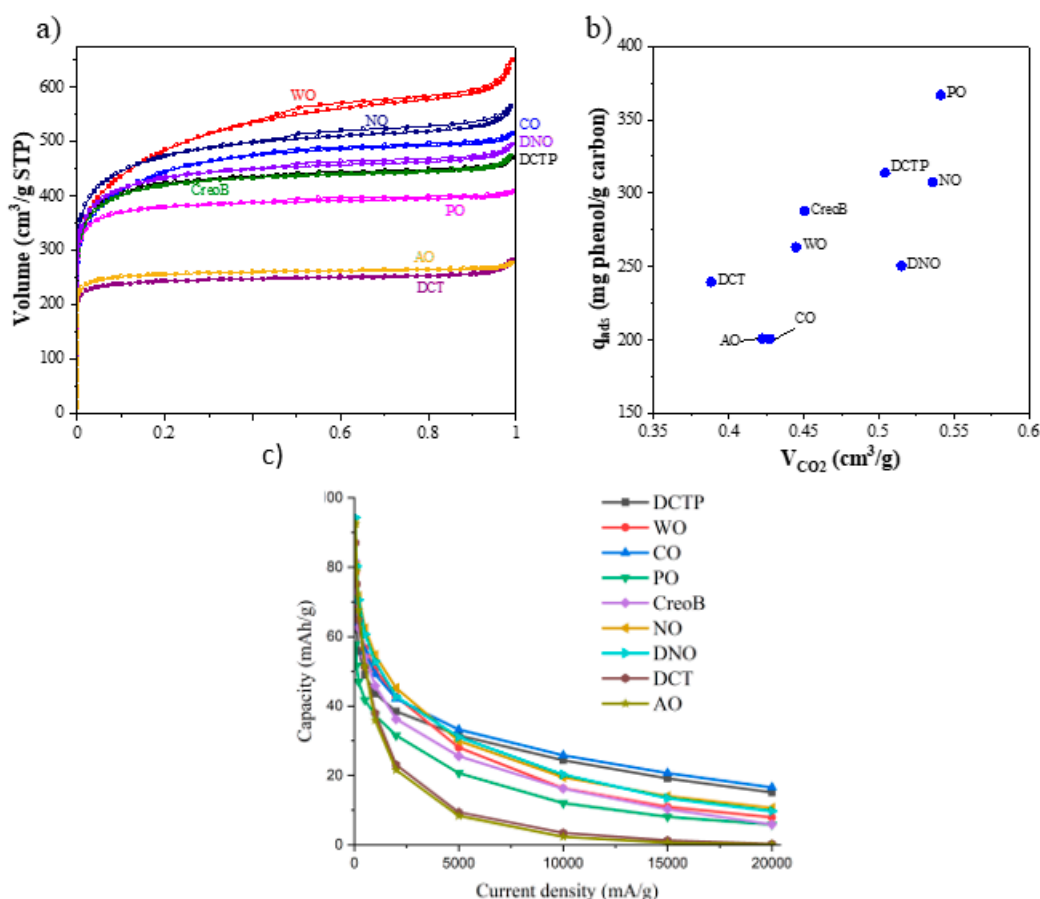 a)
Volume (cm³/g STP)
600
500
400
300
200
100
0
WO
NO
CO
DNO
DCTP
CreoB
PO
AO
DCT
0
0.2
0.4
0.6
0.8
1
b)
q_ads (mg phenol/g carbon)
400
350
300
250
200
150
PO
DCTP
NO
CreoB
WO
DNO
DCT
CO
AO
0.35
0.4
0.45
0.5
0.55
0.6
V_CO2 (cm³/g)
c)
Capacity (mAh/g)
100
80
60
40
20
0
DCTP
WO
CO
PO
CreoB
NO
DNO
DCT
AO
0
5000
10000
15000
20000
Current density (mA/g)